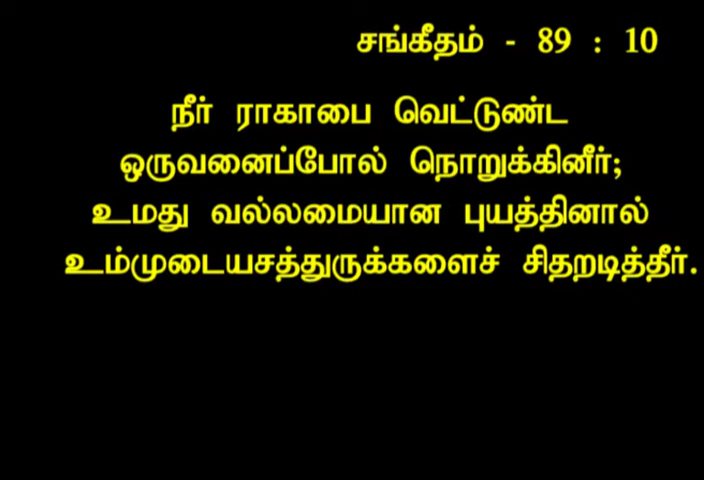 சங்கீதம் - 89 : 10
நீர் ராகாபை வெட்டுண்ட
ஒருவனைப்போல் நொறுக்கினீர்;
உமது வல்லமையான புயத்தினால்
உம்முடையசத்துருக்களைச் சிதறடித்தீர்.